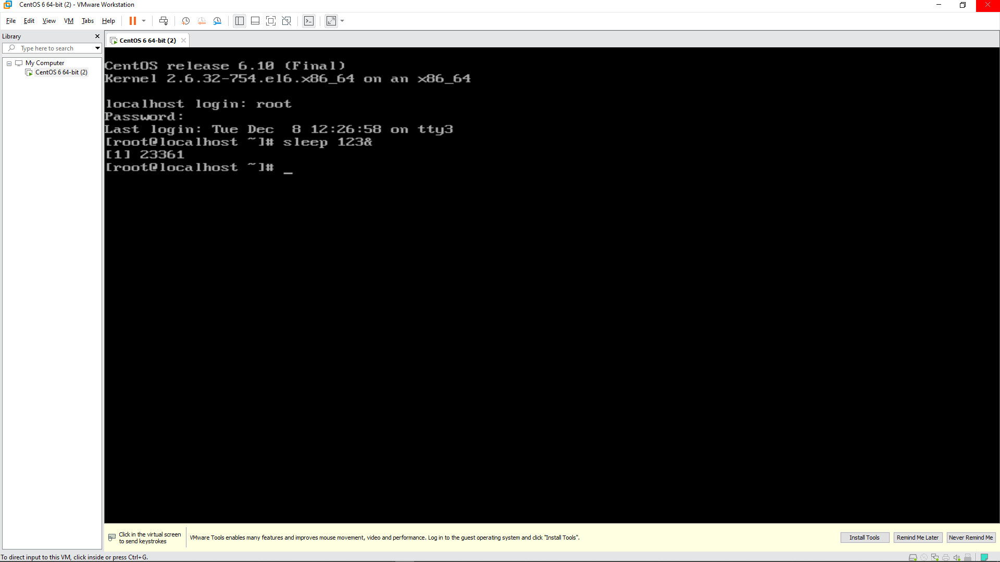 CentOS 6 64-bit (2) - VMware Workstation
File Edit View VM Tabs Help
Library
CentOS 6 64-bit (2)
Type here to search
My Computer
CentOS 6 64-bit (2)
CentOS release 6.10 (Final)
Kernel 2.6.32-754.el6.x86_64 on an x86_64
localhost login: root
Password:
Last login: Tue Dec  8 12:26:58 on tty3
[root@localhost ~]# sleep 123&
[1] 23361
[root@localhost ~]# _
Click in the virtual screen
to send keystrokes
VMware Tools enables many features and improves mouse movement, video and performance. Log in to the guest operating system and click "Install Tools".
Install Tools
Remind Me Later
Never Remind Me
To direct input to this VM, click inside or press Ctrl+G.